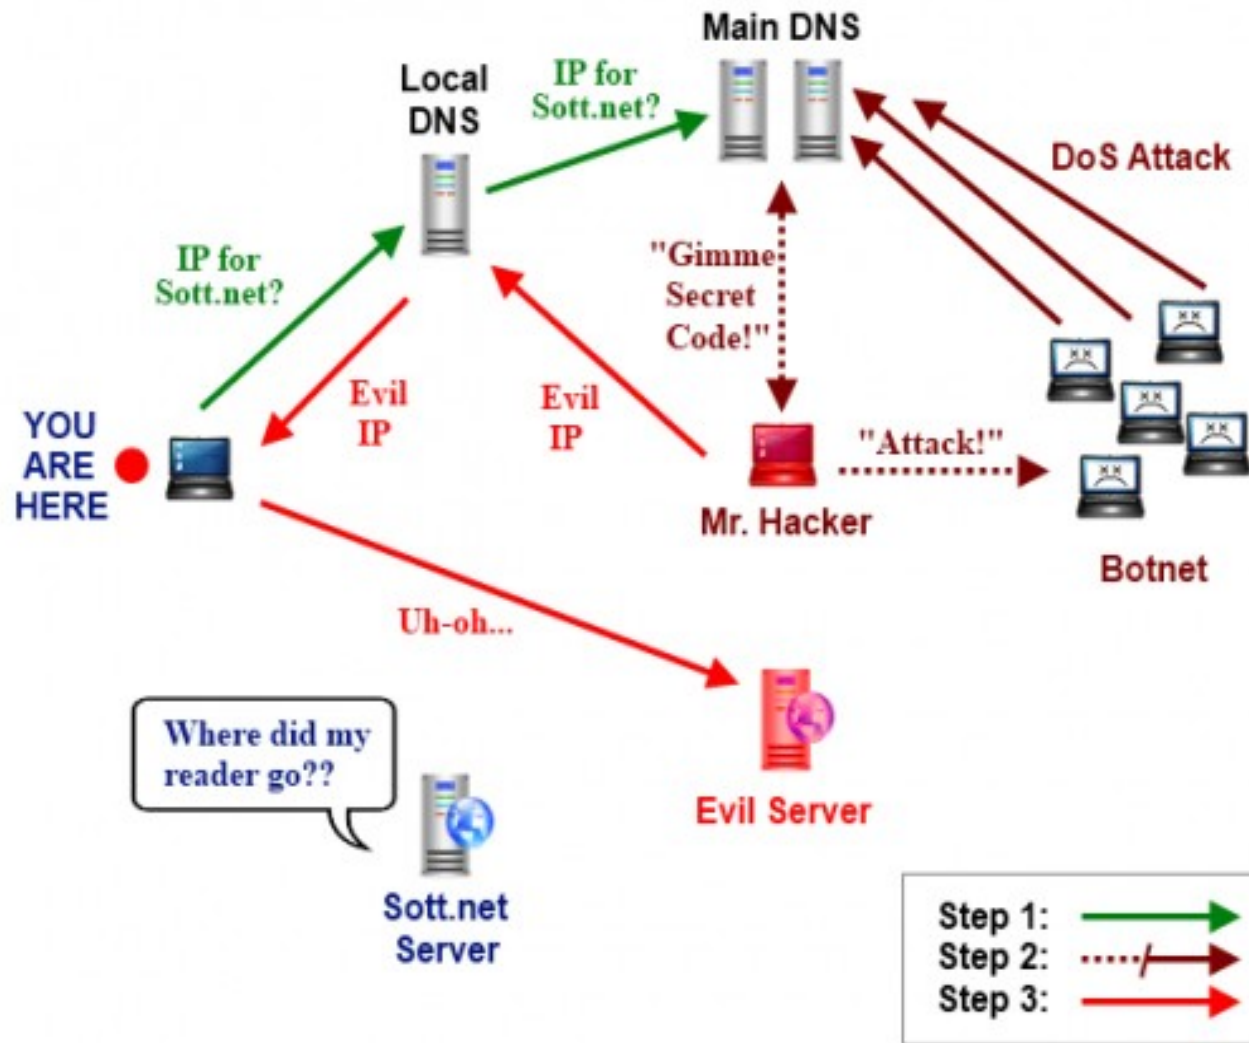 Main DNS
Local
DNS
IP for
Sott.net?
DoS Attack
IP for
Sott.net?
"Gimme
Secret
Code!"
Evil
IP
Evil
IP
YOU
ARE
HERE
"Attack!"
Mr. Hacker
Botnet
Uh-oh...
Where did my
reader go??
Evil Server
Sott.net
Server
Step 1:
Step 2:
Step 3: